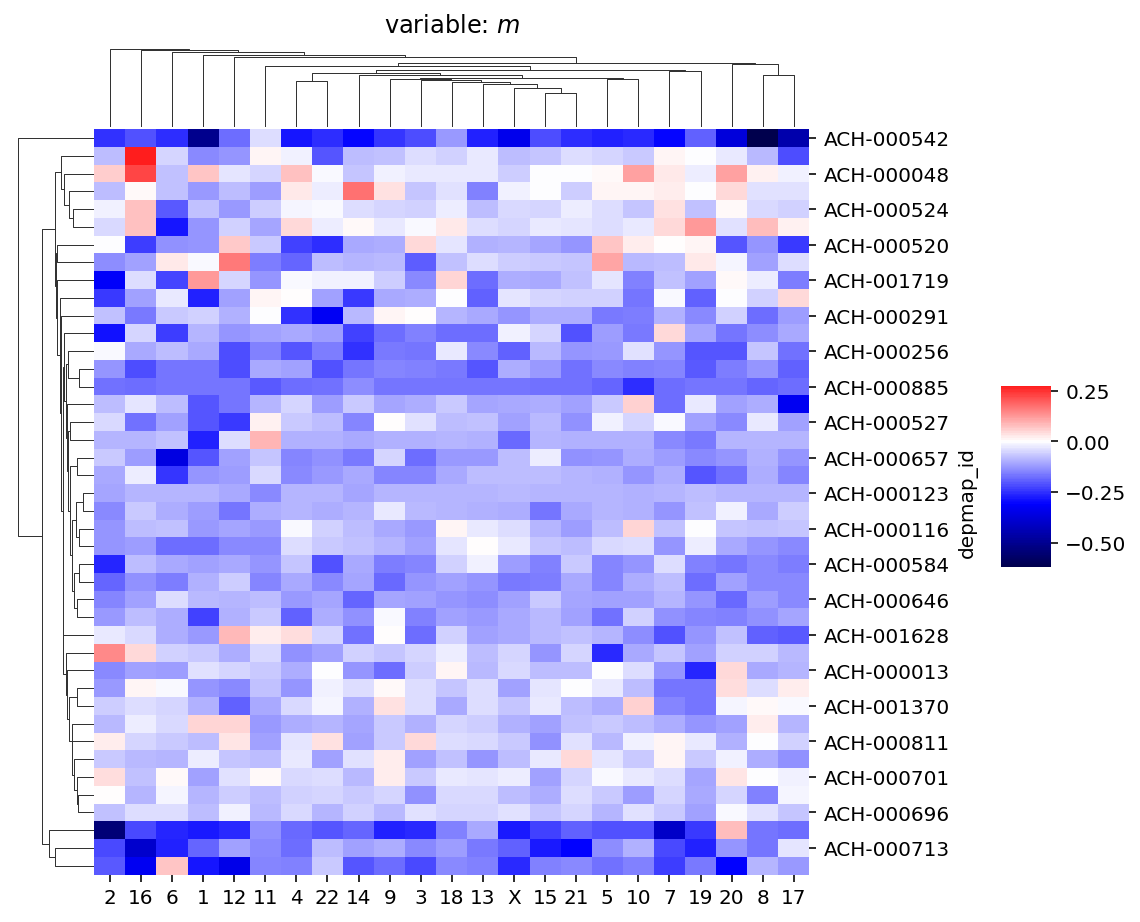 variable: m
ACH-000542
ACH-000048
ACH-000524
ACH-000520
ACH-001719
ACH-000291
ACH-000256
ACH-000885
ACH-000527
ACH-000657
ACH-000123
ACH-000116
ACH-000584
ACH-000646
ACH-001628
ACH-000013
ACH-001370
ACH-000811
ACH-000701
ACH-000696
ACH-000713
depmap_id
0.25
0.00
−0.25
−0.50
2 16 6 1 12 11 4 22 14 9 3 18 13 X 15 21 5 10 7 19 20 8 17